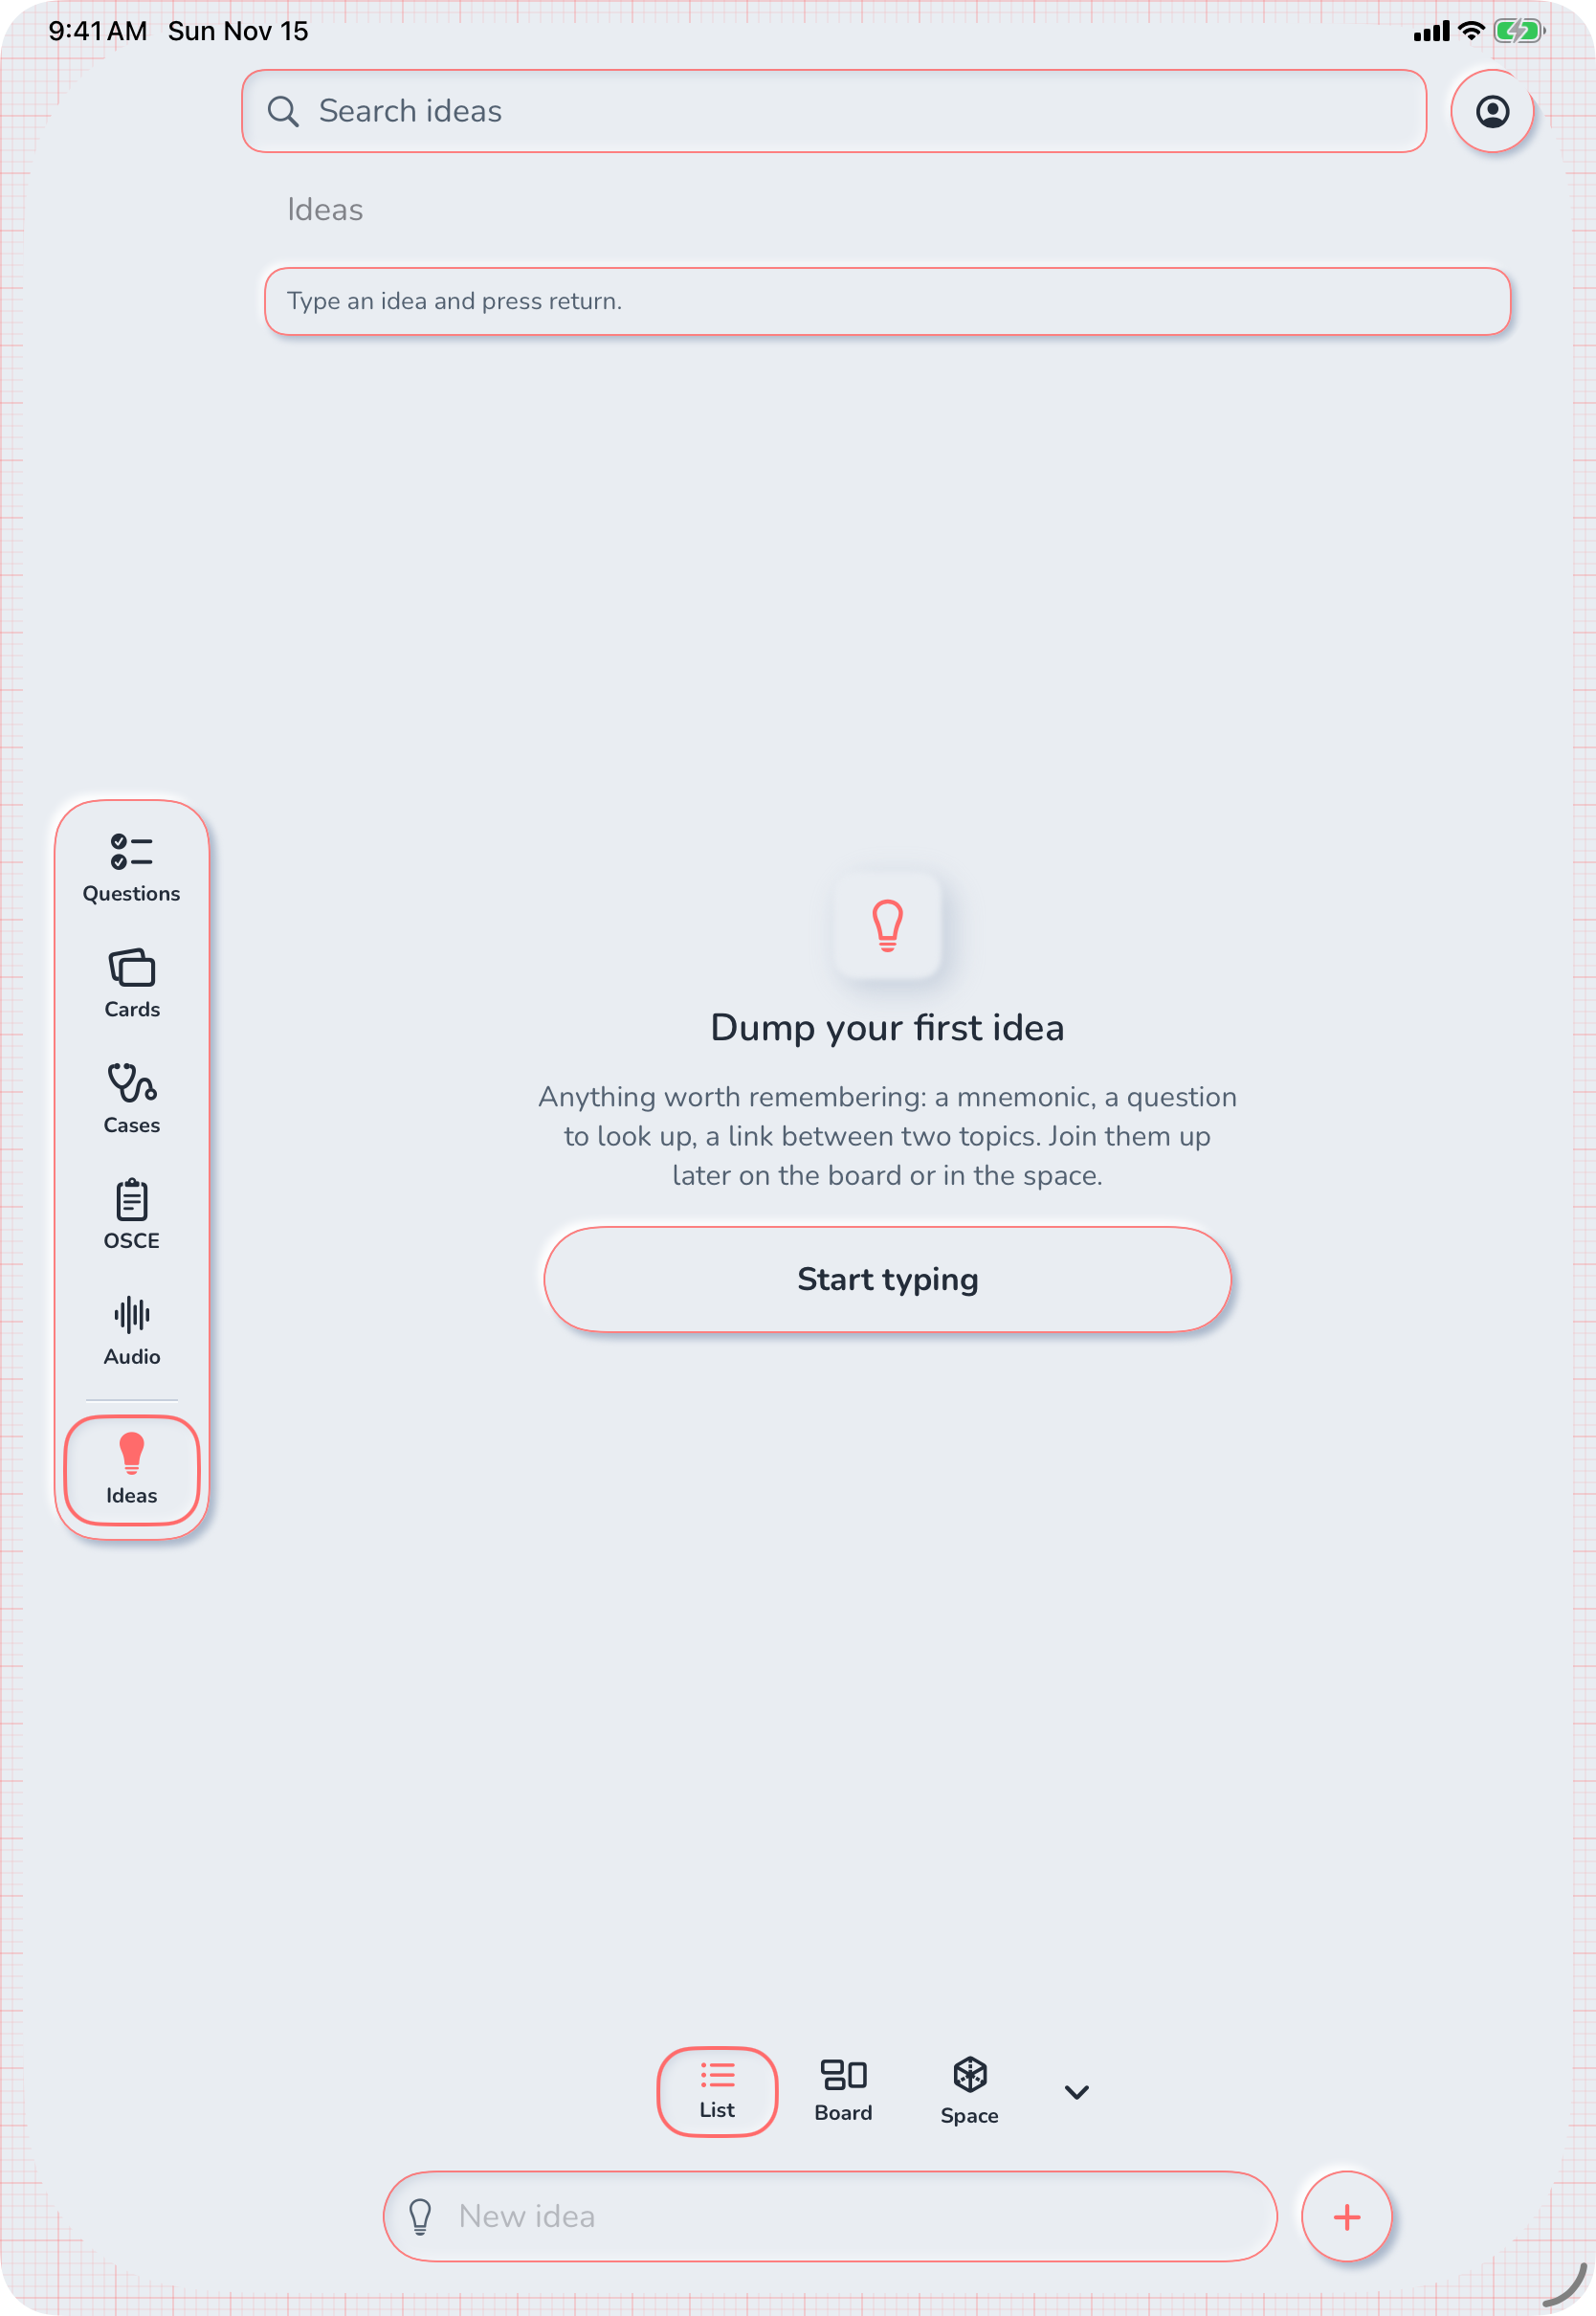 9:41 AM Sun Nov 15
Search ideas
Ideas
Type an idea and press return.
Questions
Cards
Cases
OSCE
Audio
Ideas
Dump your first idea
Anything worth remembering: a mnemonic, a question
to look up, a link between two topics. Join them up
later on the board or in the space.
Start typing
List
Board
Space
New idea